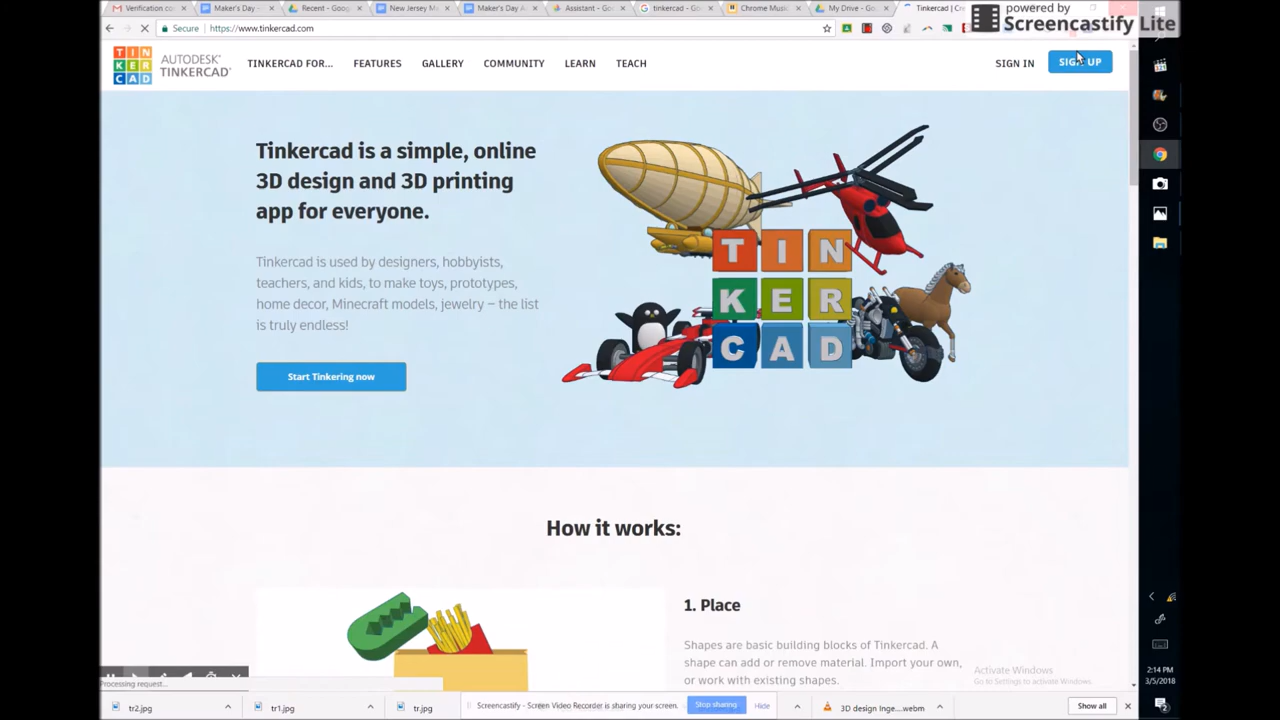 powered by
Screencastify Lite
Verification co
Maker's Day -
Recent - Goog
New Jersey M
Maker's Day A
Assistant - Go
tinkercad - Go
Chrome Music
My Drive - Go
Tinkercad | Cr
Secure
https://www.tinkercad.com
TIN
KER
CAD
AUTODESK
TINKERCAD
TINKERCAD FOR...
FEATURES
GALLERY
COMMUNITY
LEARN
TEACH
SIGN IN
SIGN UP
Tinkercad is a simple, online
3D design and 3D printing
app for everyone.
Tinkercad is used by designers, hobbyists,
teachers, and kids, to make toys, prototypes,
home decor, Minecraft models, jewelry – the list
is truly endless!
Start Tinkering now
TIN
KER
CAD
How it works:
1. Place
Shapes are basic building blocks of Tinkercad. A
shape can add or remove material. Import your own,
or work with existing shapes.
Activate Windows
Go to Settings to activate Windows.
Processing request...
tr2.jpg
tr1.jpg
tr.jpg
Screencastify - Screen Video Recorder is sharing your screen.
Stop sharing
Hide
3D design Inge....webm
Show all
2:14 PM
3/5/2018
2